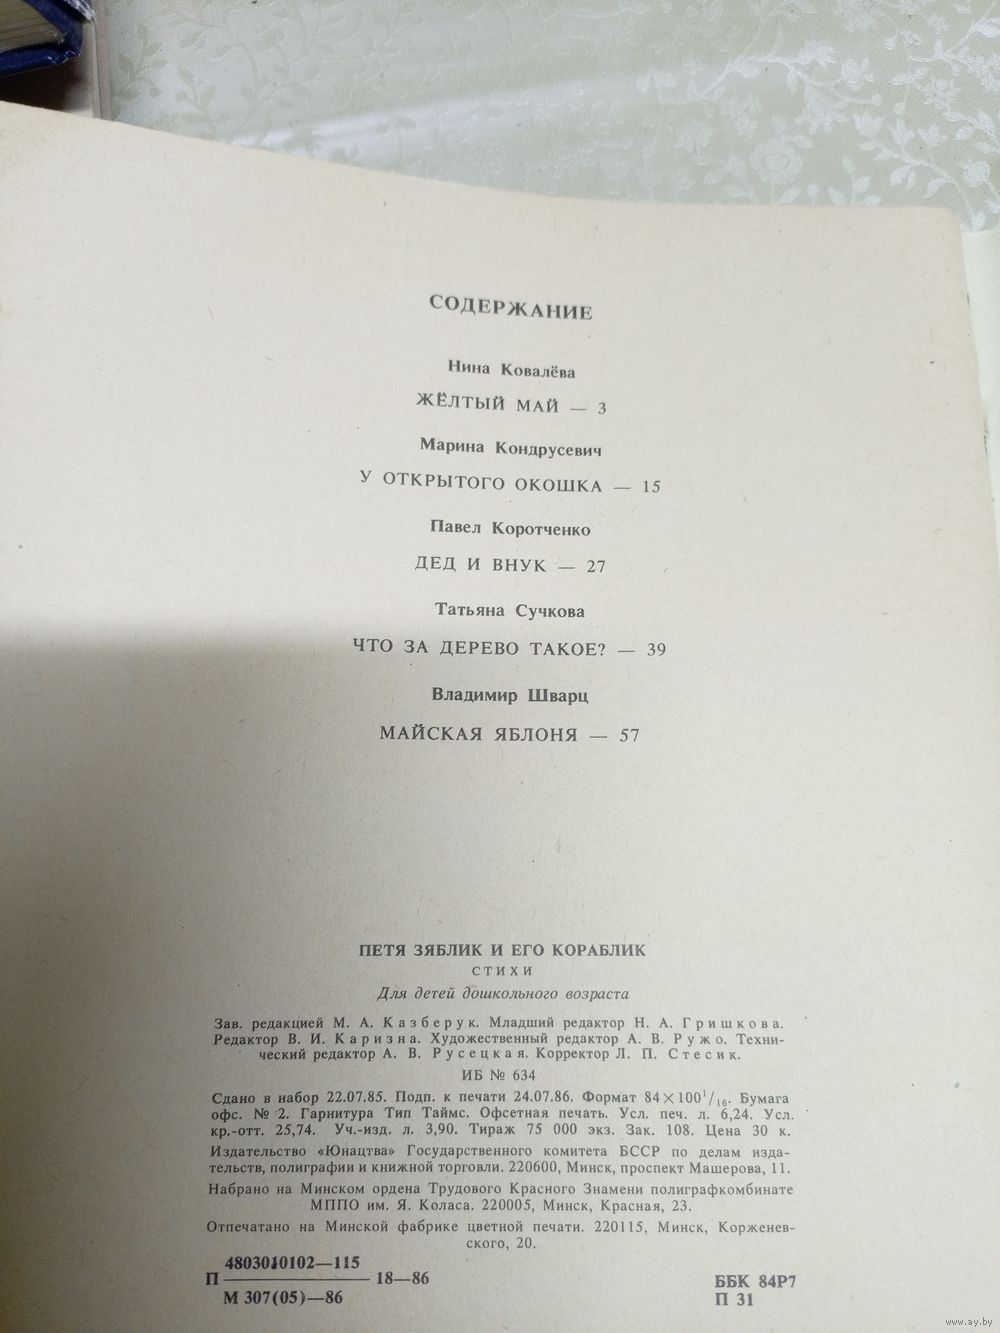 СОДЕРЖАНИЕ
Нина Ковалёва
ЖЁЛТЫЙ МАЙ — 3
Марина Кондрусевич
У ОТКРЫТОГО ОКОШКА — 15
Павел Коротченко
ДЕД И ВНУК — 27
Татьяна Сучкова
ЧТО ЗА ДЕРЕВО ТАКОЕ? — 39
Владимир Шварц
МАЙСКАЯ ЯБЛОНЯ — 57
ПЕТЯ ЗЯБЛИК И ЕГО КОРАБЛИК
СТИХИ
Для детей дошкольного возраста
Зав. редакцией М. А. Казберук. Младший редактор Н. А. Гришкова.
Редактор В. И. Каризна. Художественный редактор А. В. Ружо. Техни-
ческий редактор А. В. Русецкая. Корректор Л. П. Стесик.
ИБ № 634
Сдано в набор 22.07.85. Подп. к печати 24.07.86. Формат 84×100¹/₁₆. Бумага
офс. № 2. Гарнитура Тип Таймс. Офсетная печать. Усл. печ. л. 6,24. Усл.
кр.-отт. 25,74. Уч.-изд. л. 3,90. Тираж 75 000 экз. Зак. 108. Цена 30 к.
Издательство «Юнацтва» Государственного комитета БССР по делам изда-
тельств, полиграфии и книжной торговли. 220600, Минск, проспект Машерова, 11.
Набрано на Минском ордена Трудового Красного Знамени полиграфкомбинате
МППО им. Я. Коласа. 220005, Минск, Красная, 23.
Отпечатано на Минской фабрике цветной печати. 220115, Минск, Корженев-
ского, 20.
4803010102—115
П ———— 18—86
М 307(05)—86
ББК 84Р7
П 31
www.ay.by